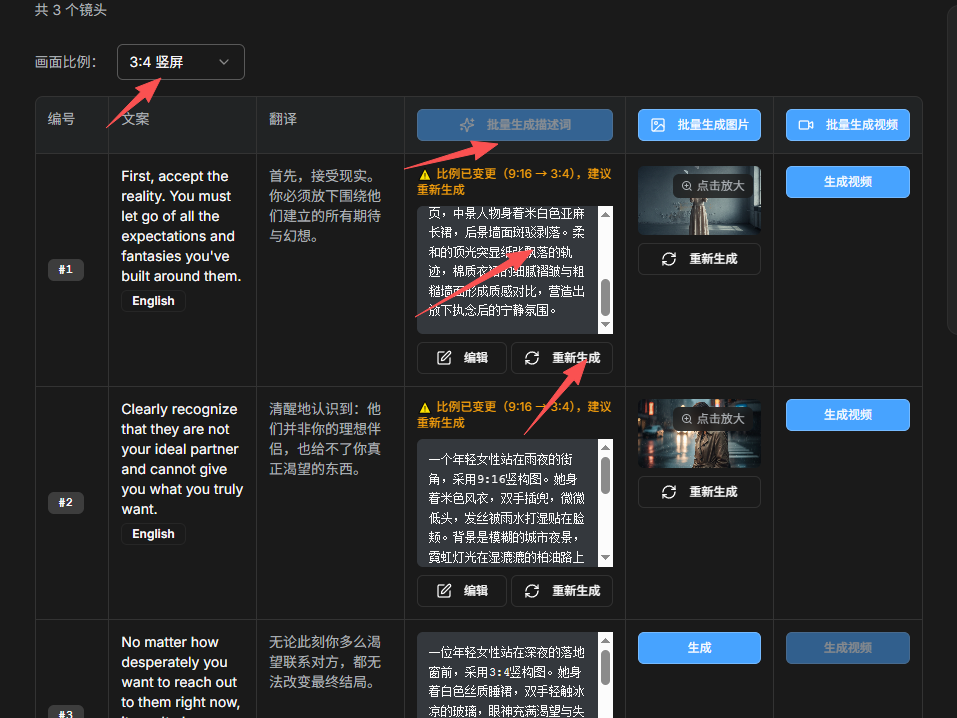 共 3 个镜头
画面比例：
3:4 竖屏
编号
文案
翻译
批量生成描述词
批量生成图片
批量生成视频
#1
First, accept the
reality. You must
let go of all the
expectations and
fantasies you've
built around them.
English
首先，接受现实。
你必须放下围绕他
们建立的所有期待
与幻想。
比例已变更（9:16 → 3:4），建议
重新生成
页，中景人物身着米白色亚麻
长裙，后景墙面斑驳剥落。柔
和的顶光突显纸张飘落的轨
迹，棉质衣裙的细腻褶皱与粗
糙墙面形成质感对比，营造出
放下执念后的宁静氛围。
编辑
重新生成
点击放大
重新生成
生成视频
#2
Clearly recognize
that they are not
your ideal partner
and cannot give
you what you truly
want.
English
清醒地认识到：他
们并非你的理想伴
侣，也给不了你真
正渴望的东西。
比例已变更（9:16 → 3:4），建议
重新生成
一个年轻女性站在雨夜的街
角，采用9:16竖构图。她身
着米色风衣，双手插兜，微微
低头，发丝被雨水打湿贴在脸
颊。背景是模糊的城市夜景，
霓虹灯光在湿漉漉的柏油路上
编辑
重新生成
点击放大
重新生成
生成视频
#3
No matter how
desperately you
want to reach out
to them right now,
无论此刻你多么渴
望联系对方，都无
法改变最终结局。
一位年轻女性站在深夜的落地
窗前，采用3:4竖构图。她身
着白色丝质睡裙，双手轻触冰
凉的玻璃，眼神充满渴望与失
生成
生成视频